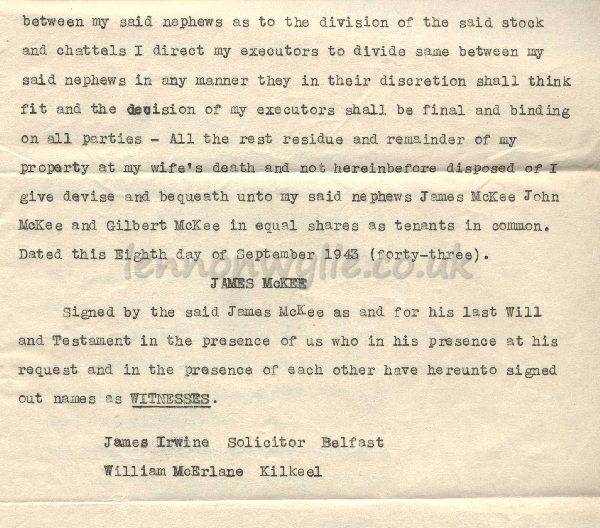 between my said nephews as to the division of the said stock
and chattels I direct my executors to divide same between my
said nephews in any manner they in their discretion shall think
fit and the decision of my executors shall be final and binding
on all parties - All the rest residue and remainder of my
property at my wife's death and not hereinbefore disposed of I
give devise and bequeath unto my said nephews James McKee John
McKee and Gilbert McKee in equal shares as tenants in common.
Dated this Eighth day of September 1943 (forty-three).
lennonwylie.co.uk
JAMES McKEE
Signed by the said James McKee as and for his last Will
and Testament in the presence of us who in his presence at his
request and in the presence of each other have hereunto signed
out names as WITNESSES.
James Irwine Solicitor Belfast
William McErlane Kilkeel